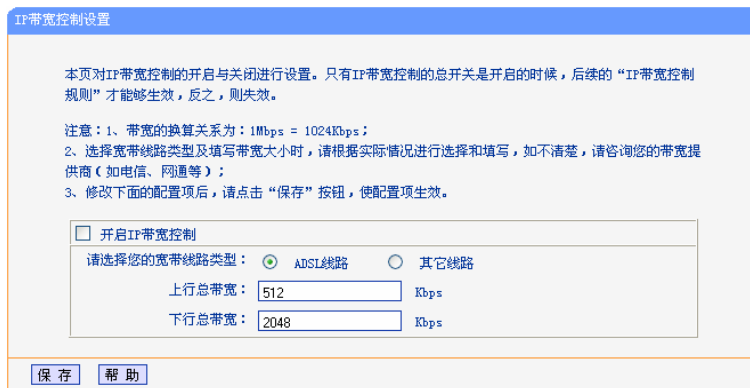 IP带宽控制设置
本页对IP带宽控制的开启与关闭进行设置。只有IP带宽控制的总开关是开启的时候，后续的“IP带宽控制
规则”才能够生效，反之，则失效。
注意：1、带宽的换算关系为：1Mbps = 1024Kbps；
2、选择宽带线路类型及填写带宽大小时，请根据实际情况进行选择和填写，如不清楚，请咨询您的带宽提
供商（如电信、网通等）；
3、修改下面的配置项后，请点击“保存”按钮，使配置项生效。
开启IP带宽控制
请选择您的宽带线路类型： ADSL线路 其它线路
上行总带宽： 512 Kbps
下行总带宽： 2048 Kbps
保 存 帮 助